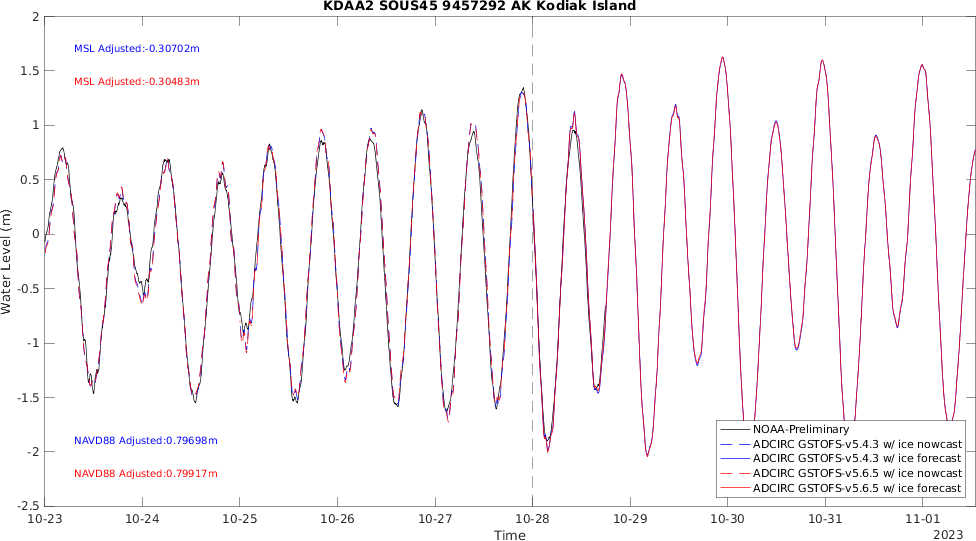 KDAA2 SOUS45 9457292 AK Kodiak Island
2
1.5
1
0.5
0
-0.5
-1
-1.5
-2
-2.5
Water Level (m)
MSL Adjusted:-0.30702m
MSL Adjusted:-0.30483m
NAVD88 Adjusted:0.79698m
NAVD88 Adjusted:0.79917m
NOAA-Preliminary
ADCIRC GSTOFS-v5.4.3 w/ ice nowcast
ADCIRC GSTOFS-v5.4.3 w/ ice forecast
ADCIRC GSTOFS-v5.6.5 w/ ice nowcast
ADCIRC GSTOFS-v5.6.5 w/ ice forecast
10-23 10-24 10-25 10-26 10-27 10-28 10-29 10-30 10-31 11-01
Time
2023